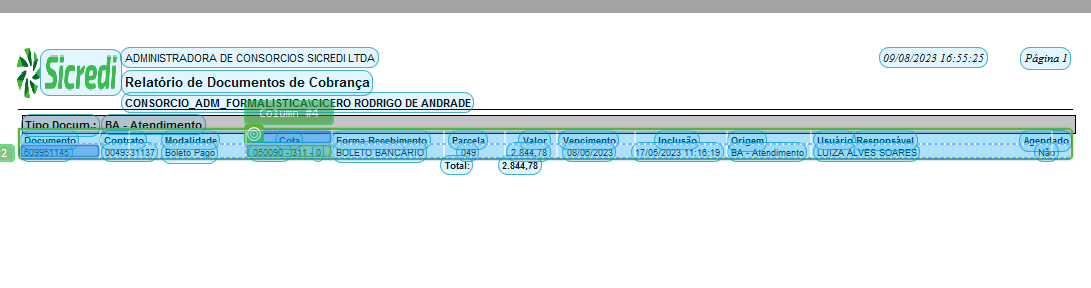 Sicredi
ADMINISTRADORA DE CONSORCIOS SICREDI LTDA 09/08/2023 16:55:25 Página 1
Relatório de Documentos de Cobrança
CONSORCIO_ADM_FORMALISTICA\CICERO RODRIGO DE ANDRADE
Column #4
Tipo Docum.: BA - Atendimento
Documento Contrato Modalidade Cota Forma Recebimento Parcela Valor Vencimento Inclusão Origem Usuário Responsável Agendado
2 609951145 0049331137 Boleto Pago 050090 - 7311 - 0 BOLETO BANCÁRIO 049 2.844,78 08/06/2023 17/05/2023 11:16:19 BA - Atendimento LUIZA ALVES SOARES Não
Total: 2.844,78